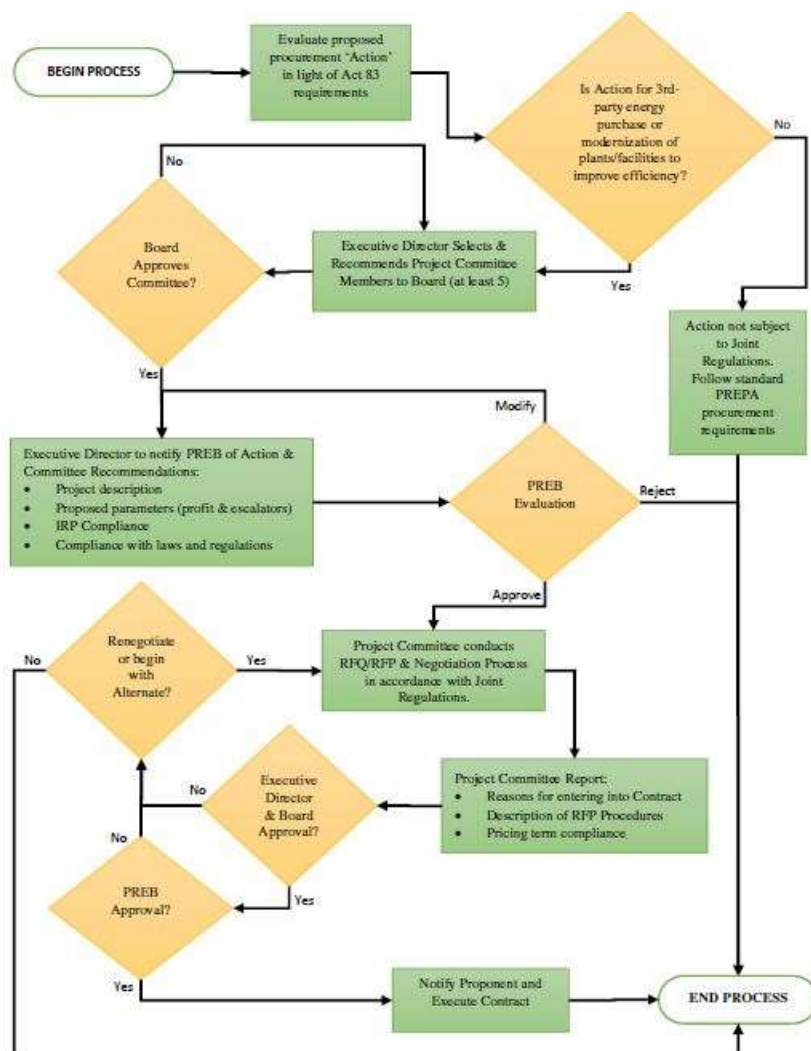 BEGIN PROCESS
Evaluate proposed
procurement ‘Action’
in light of Act 83
requirements
Is Action for 3rd-
party energy
purchase or
modernization of
plants/facilities to
improve efficiency?
No
Yes
No
Board
Approves
Committee?
Executive Director Selects &
Recommends Project Committee
Members to Board (at least 5)
Action not subject
to Joint
Regulations.
Follow standard
PREPA
procurement
requirements
Yes
Modify
Executive Director to notify PREB of Action &
Committee Recommendations:
• Project description
• Proposed parameters (profit & escalators)
• IRP Compliance
• Compliance with laws and regulations
PREB
Evaluation
Reject
Approve
Renegotiate
or begin
with
Alternate?
No
Yes
Project Committee conducts
RFQ/RFP & Negotiation Process
in accordance with Joint
Regulations.
Project Committee Report:
• Reasons for entering into Contract
• Description of RFP Procedures
• Pricing term compliance
Executive
Director
& Board
Approval?
No
Yes
No
PREB
Approval?
Yes
Notify Proponent and
Execute Contract
END PROCESS